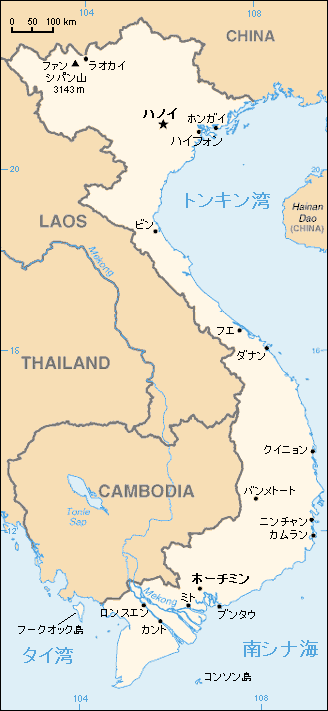 104
108
0 50 100 km
CHINA
ファン
シパン山
3143 m
ラオカイ
ハノイ
ホンガイ
ハイフォン
20
20
トンキン湾
Hainan
Dao
(CHINA)
LAOS
ビン
Mekong
フエ
ダナン
16
16
THAILAND
クイニョン
CAMBODIA
バンメトート
Tonle
Sap
ニンチャン
カムラン
12
12
ホーチミン
Mekong
ロンスエン
ミト
ブンタウ
フークオック島
カント
タイ湾
南シナ海
コンソン島
104
108